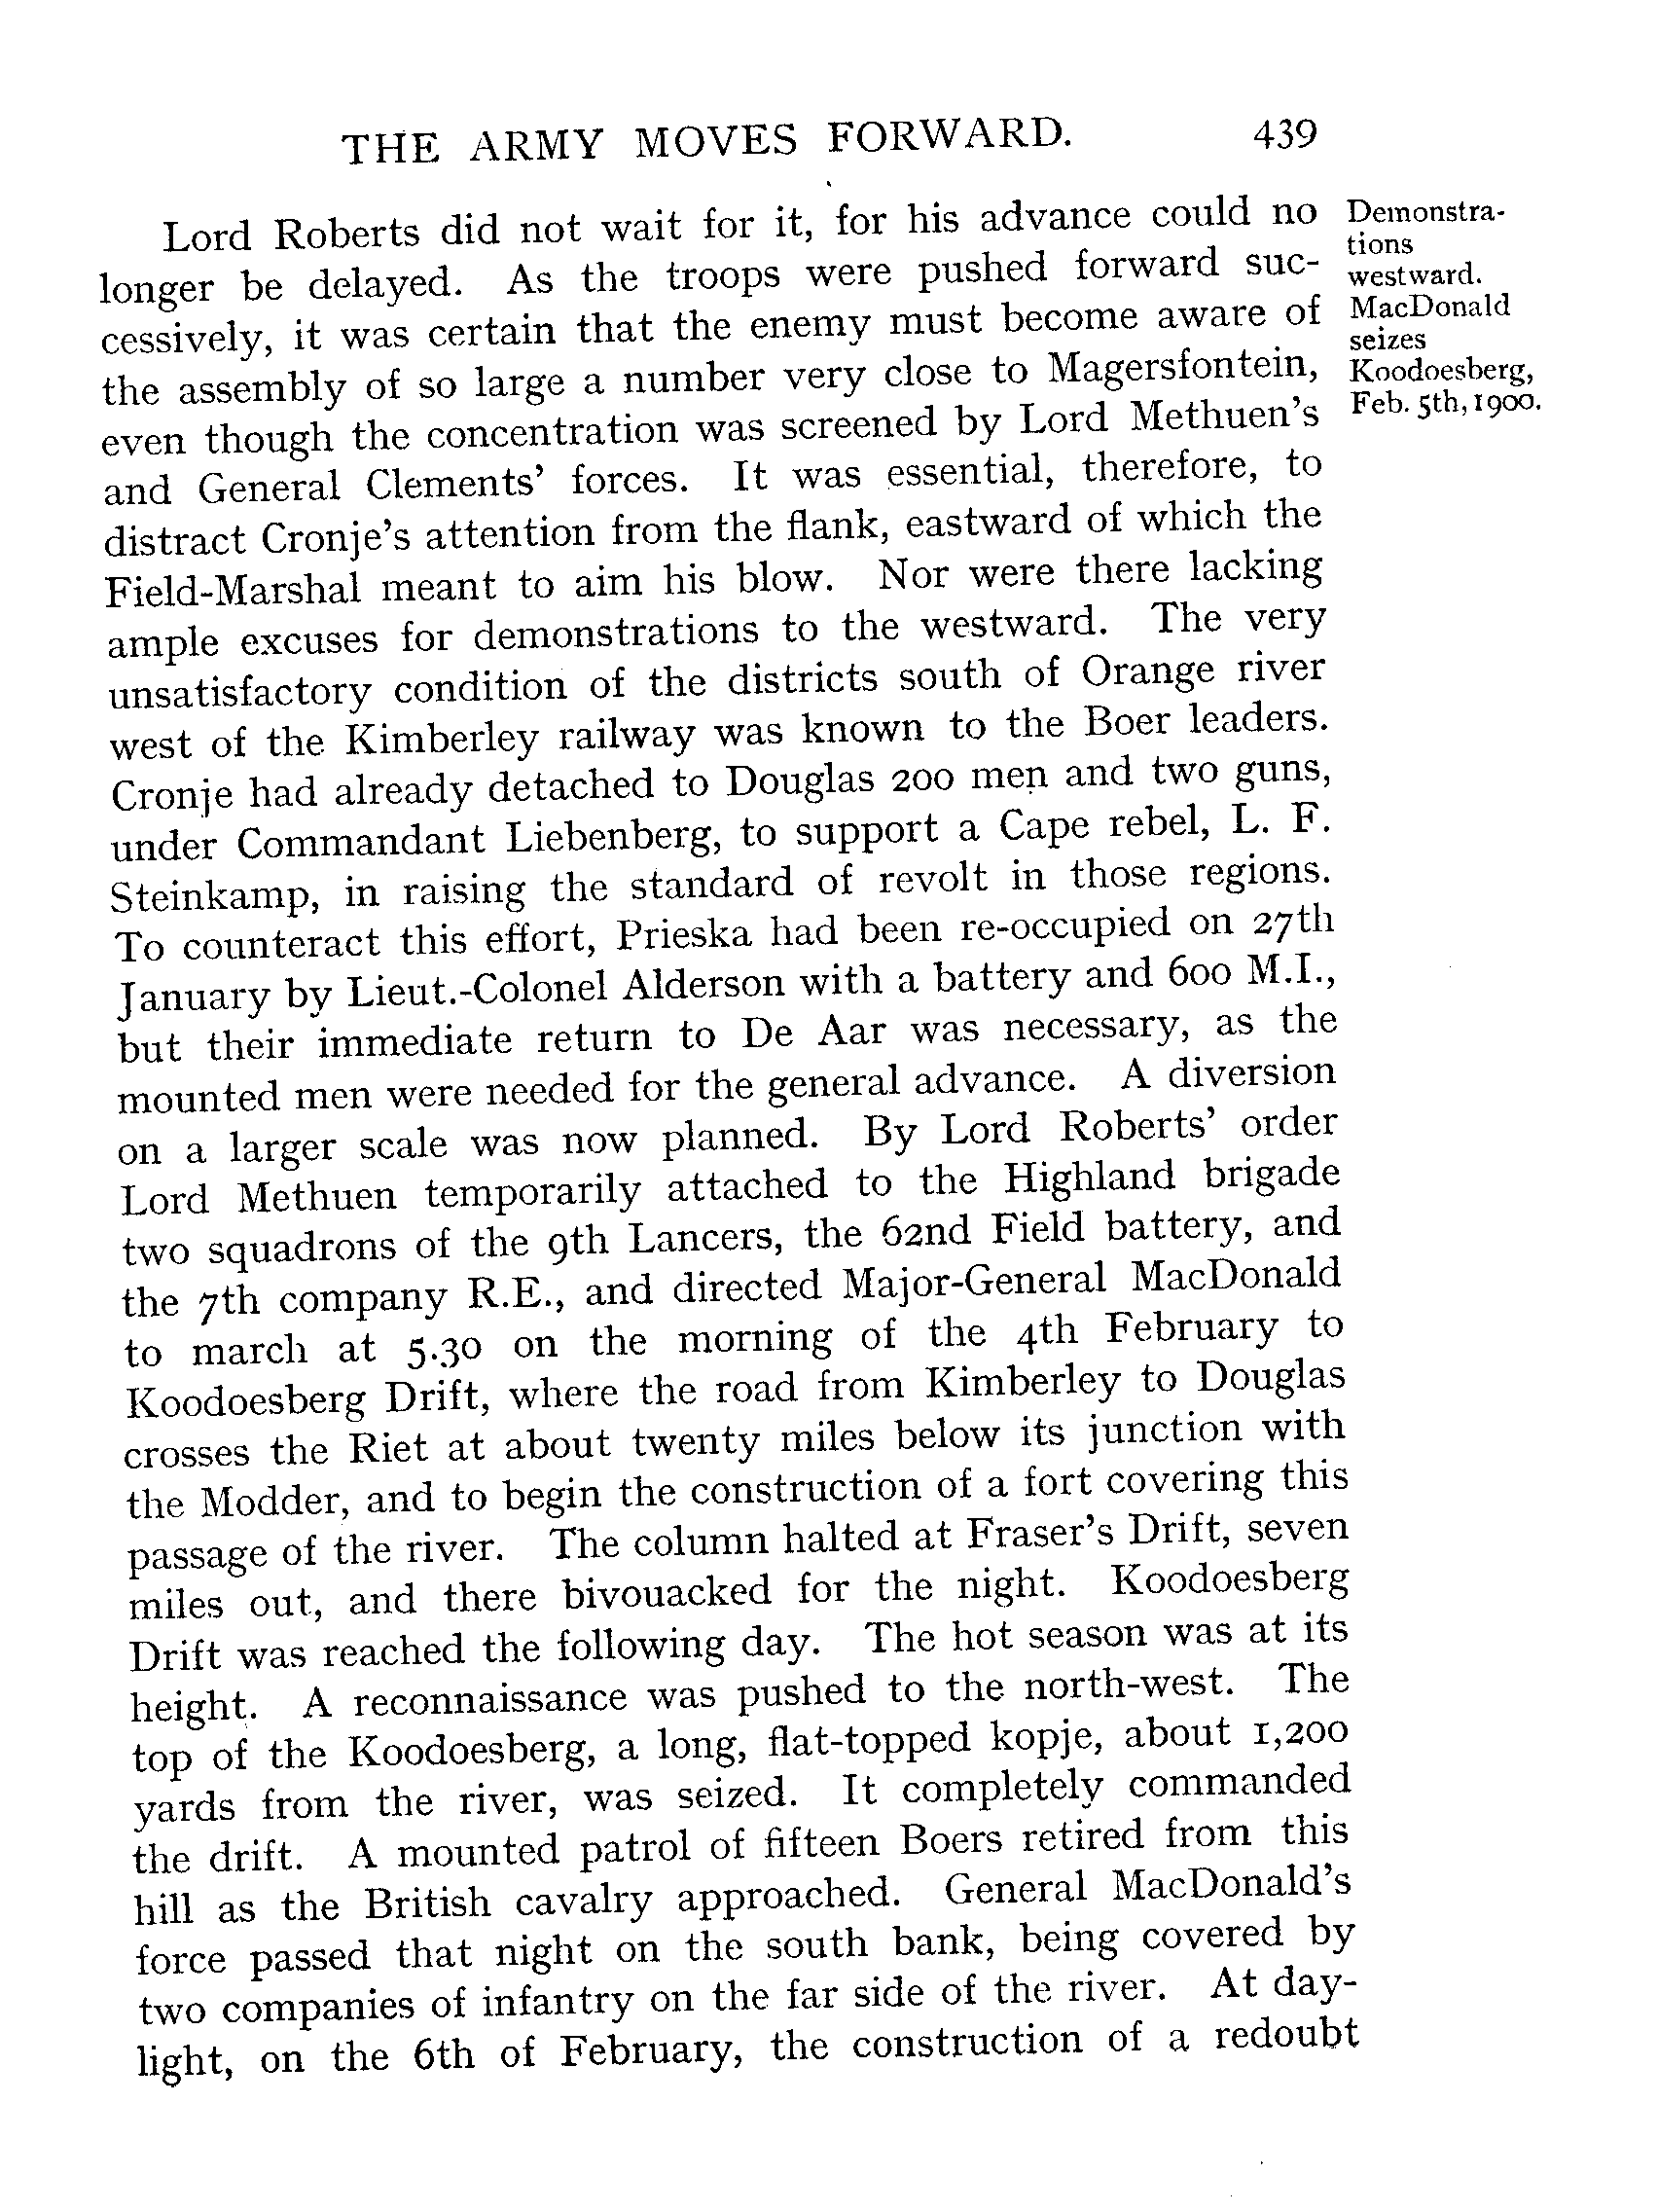 THE ARMY MOVES FORWARD. 439
Lord Roberts did not wait for it, for his advance could no
longer be delayed. As the troops were pushed forward suc-
cessively, it was certain that the enemy must become aware of
the assembly of so large a number very close to Magersfontein,
even though the concentration was screened by Lord Methuen's
and General Clements' forces. It was essential, therefore, to
distract Cronje's attention from the flank, eastward of which the
Field-Marshal meant to aim his blow. Nor were there lacking
ample excuses for demonstrations to the westward. The very
unsatisfactory condition of the districts south of Orange river
west of the Kimberley railway was known to the Boer leaders.
Cronje had already detached to Douglas 200 men and two guns,
under Commandant Liebenberg, to support a Cape rebel, L. F.
Steinkamp, in raising the standard of revolt in those regions.
To counteract this effort, Prieska had been re-occupied on 27th
January by Lieut.-Colonel Alderson with a battery and 600 M.I.,
but their immediate return to De Aar was necessary, as the
mounted men were needed for the general advance. A diversion
on a larger scale was now planned. By Lord Roberts' order
Lord Methuen temporarily attached to the Highland brigade
two squadrons of the 9th Lancers, the 62nd Field battery, and
the 7th company R.E., and directed Major-General MacDonald
to march at 5.30 on the morning of the 4th February to
Koodoesberg Drift, where the road from Kimberley to Douglas
crosses the Riet at about twenty miles below its junction with
the Modder, and to begin the construction of a fort covering this
passage of the river. The column halted at Fraser's Drift, seven
miles out, and there bivouacked for the night. Koodoesberg
Drift was reached the following day. The hot season was at its
height. A reconnaissance was pushed to the north-west. The
top of the Koodoesberg, a long, flat-topped kopje, about 1,200
yards from the river, was seized. It completely commanded
the drift. A mounted patrol of fifteen Boers retired from this
hill as the British cavalry approached. General MacDonald's
force passed that night on the south bank, being covered by
two companies of infantry on the far side of the river. At day-
light, on the 6th of February, the construction of a redoubt
Demonstra-
tions
westward.
MacDonald
seizes
Koodoesberg,
Feb. 5th, 1900.